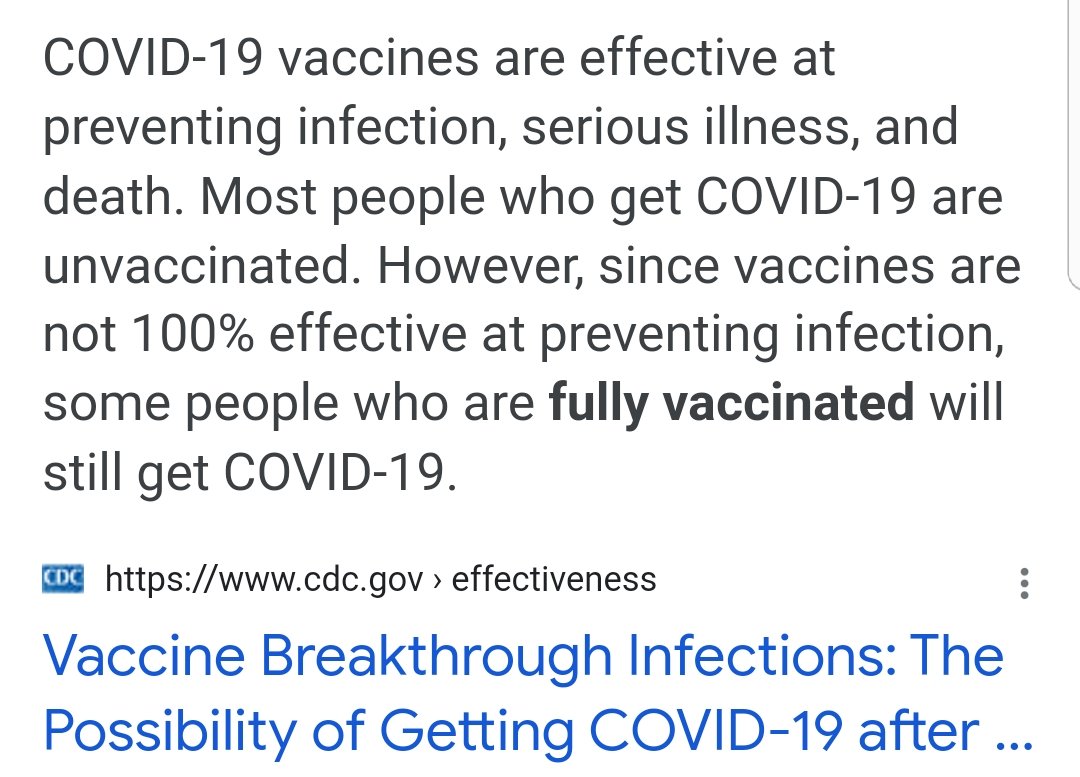 COVID-19 vaccines are effective at
preventing infection, serious illness, and
death. Most people who get COVID-19 are
unvaccinated. However, since vaccines are
not 100% effective at preventing infection,
some people who are fully vaccinated will
still get COVID-19.
CDC https://www.cdc.gov › effectiveness
Vaccine Breakthrough Infections: The
Possibility of Getting COVID-19 after ...